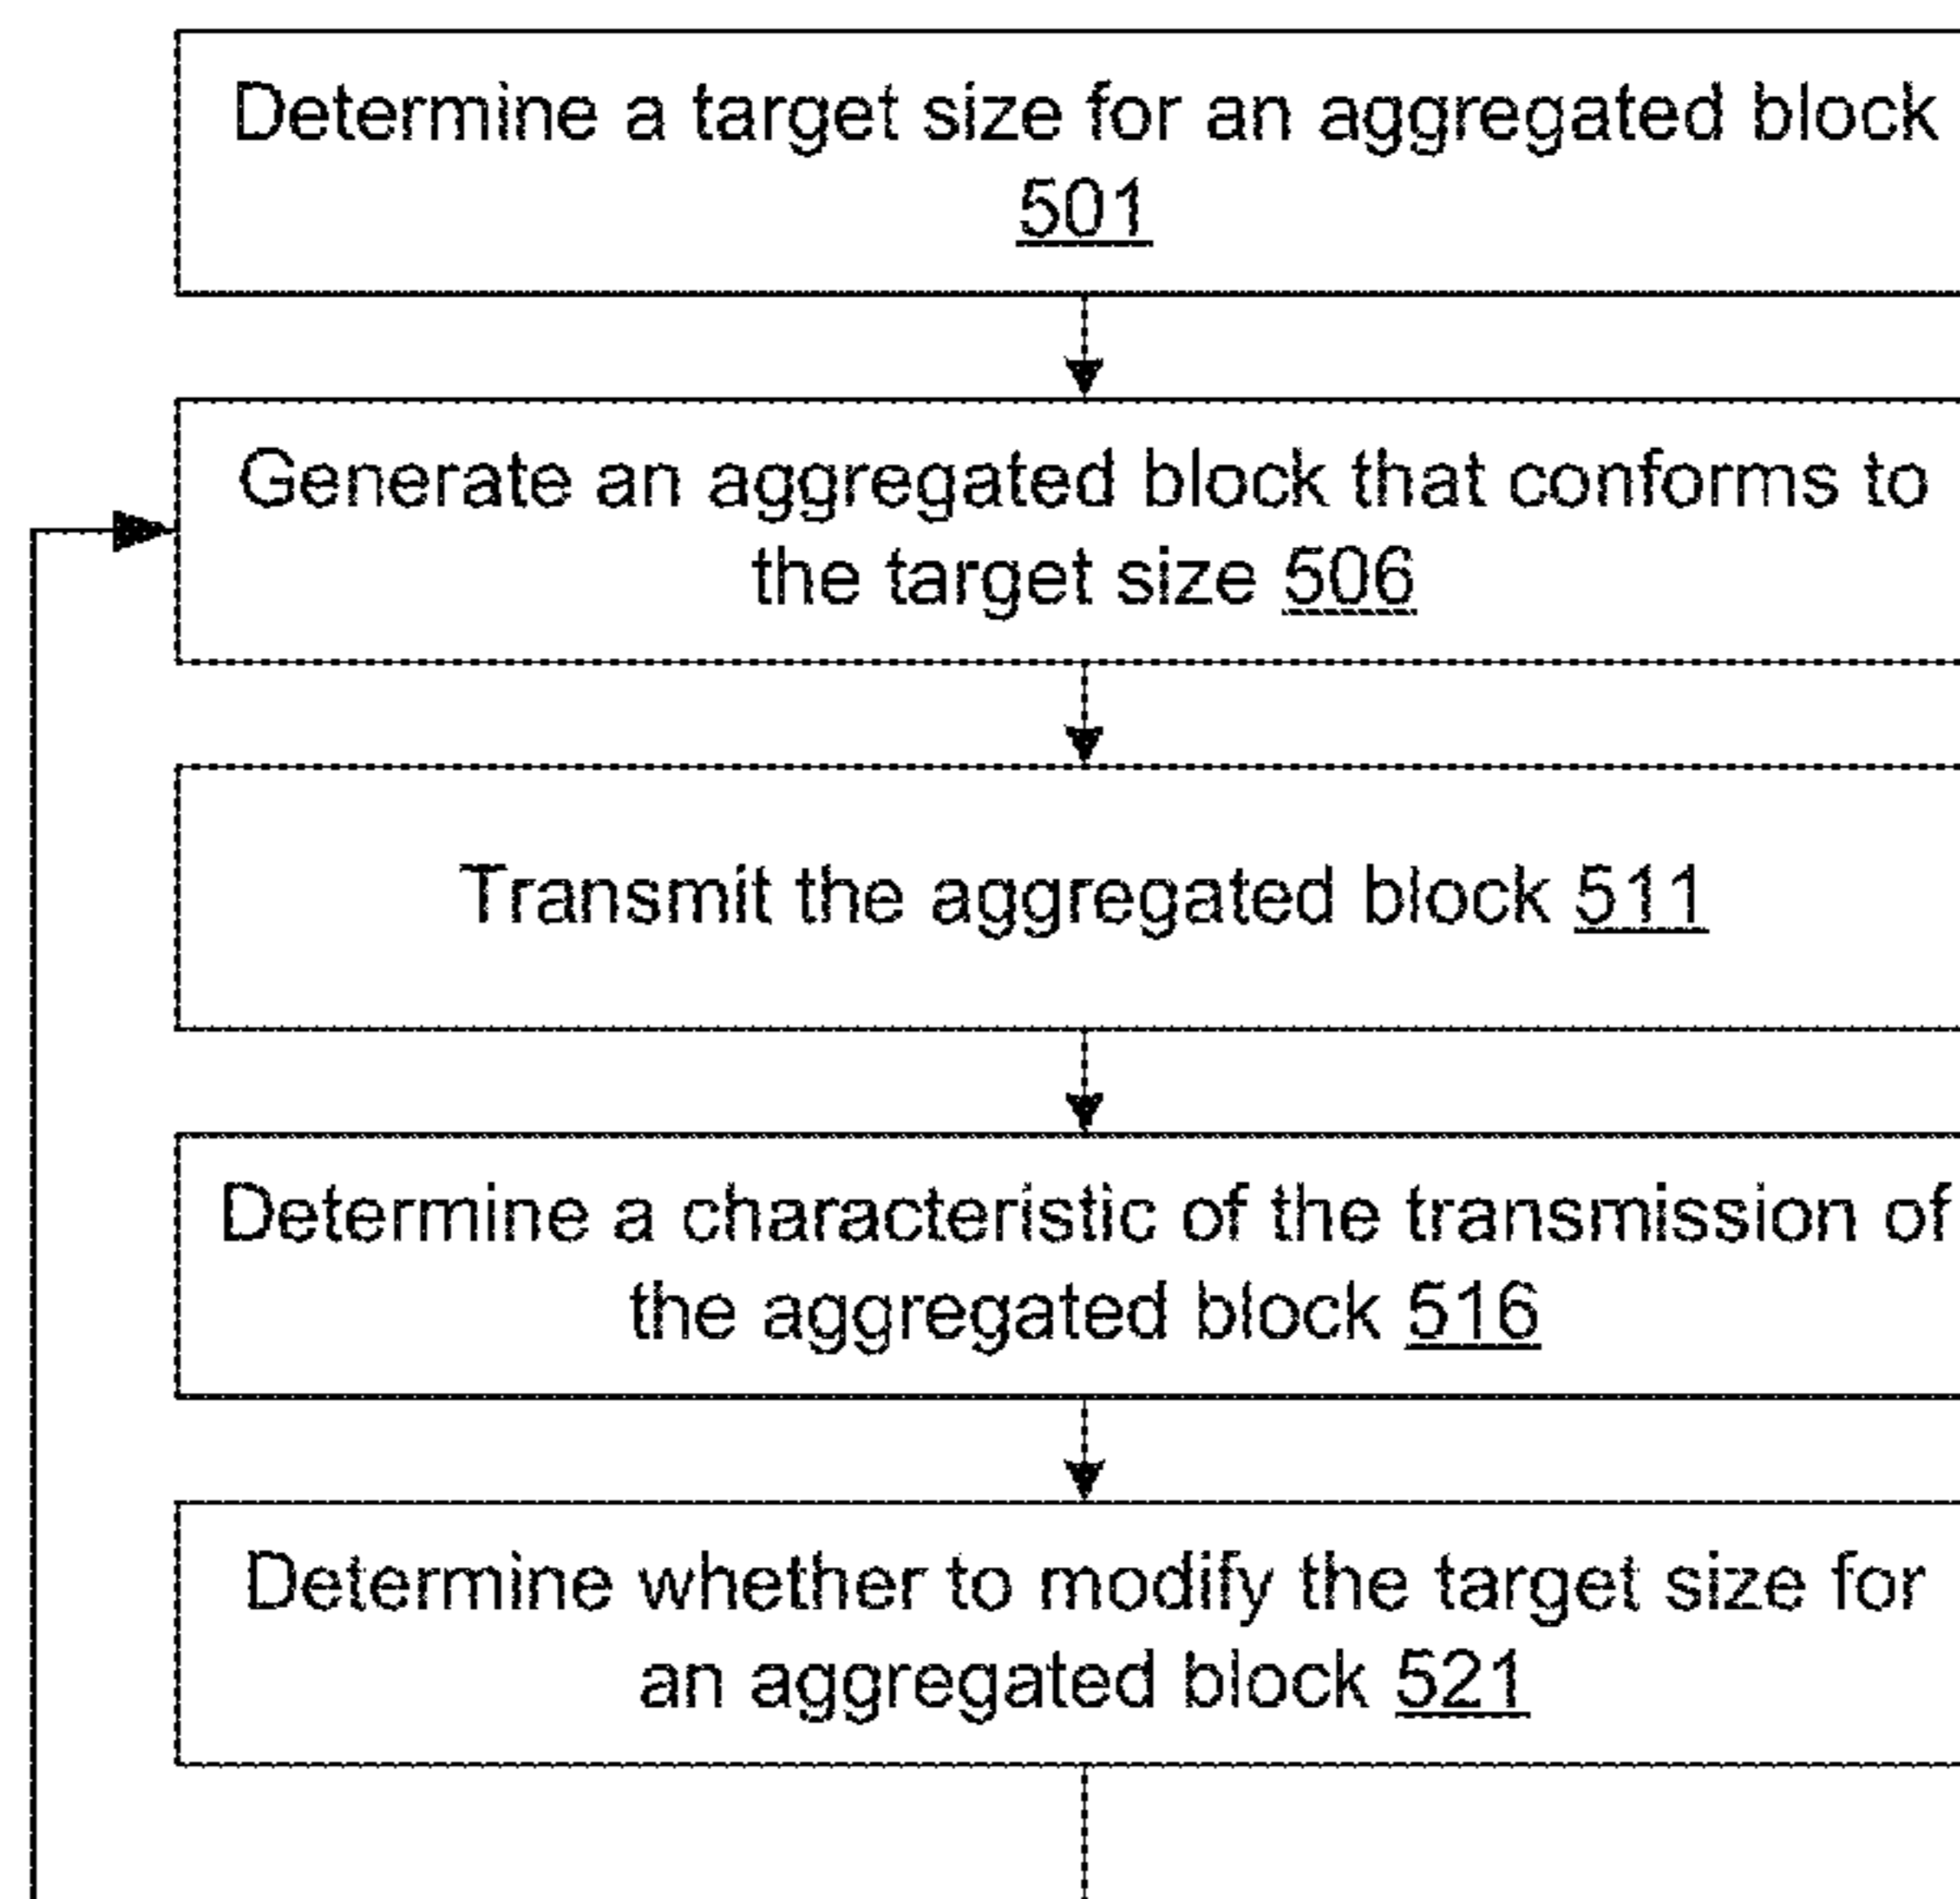 Determine a target size for an aggregated block
501
Generate an aggregated block that conforms to
the target size 506
Transmit the aggregated block 511
Determine a characteristic of the transmission of
the aggregated block 516
Determine whether to modify the target size for
an aggregated block 521